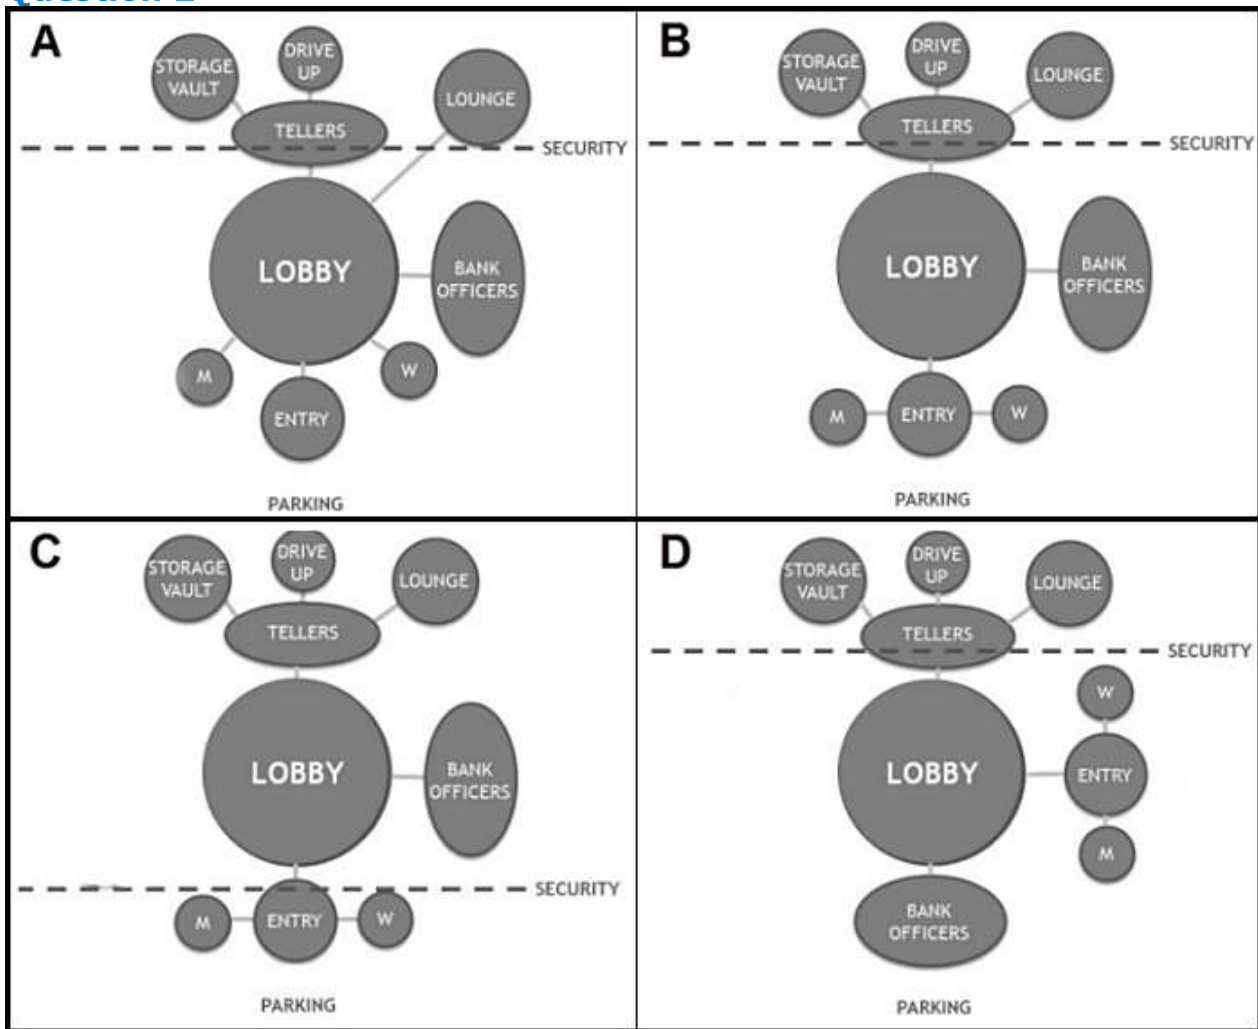 A
STORAGE
VAULT
DRIVE
UP
LOUNGE
TELLERS
SECURITY
LOBBY
BANK
OFFICERS
M
W
ENTRY
PARKING
B
STORAGE
VAULT
DRIVE
UP
LOUNGE
TELLERS
SECURITY
LOBBY
BANK
OFFICERS
M
ENTRY
W
PARKING
C
STORAGE
VAULT
DRIVE
UP
LOUNGE
TELLERS
LOBBY
BANK
OFFICERS
SECURITY
M
ENTRY
W
PARKING
D
STORAGE
VAULT
DRIVE
UP
LOUNGE
TELLERS
SECURITY
W
LOBBY
ENTRY
M
BANK
OFFICERS
PARKING